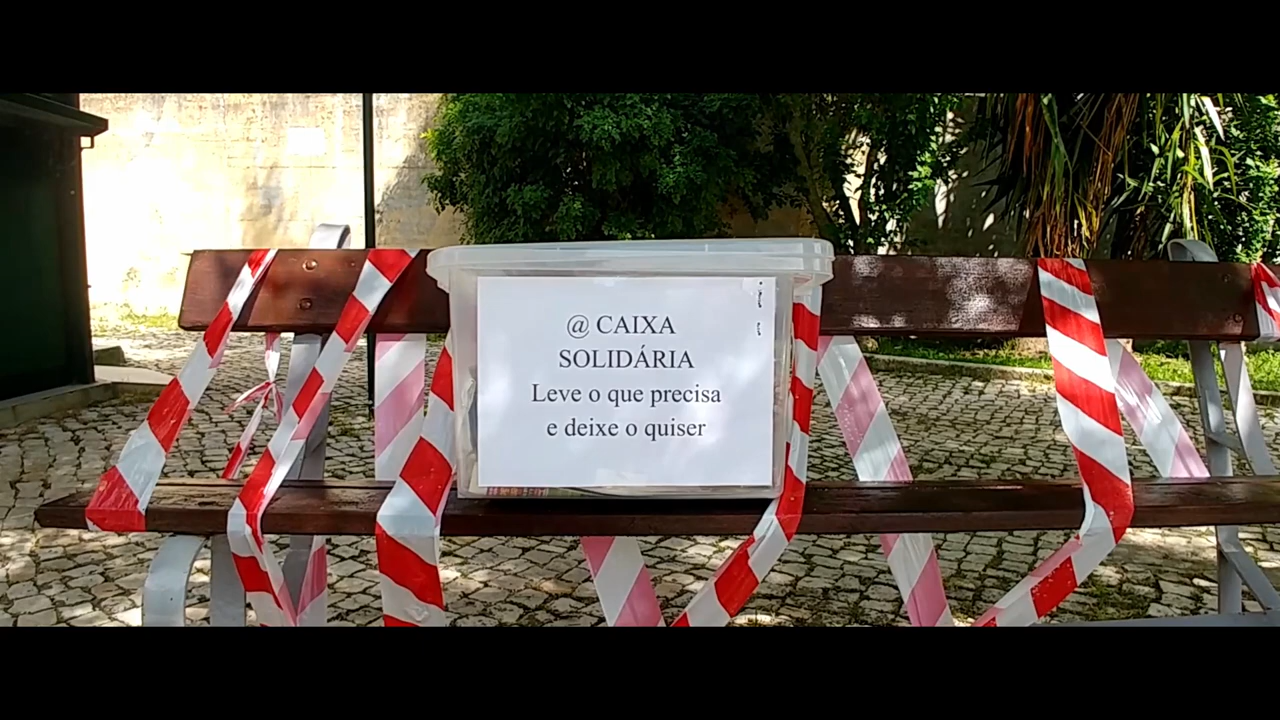 @ CAIXA
SOLIDÁRIA
Leve o que precisa
e deixe o quiser